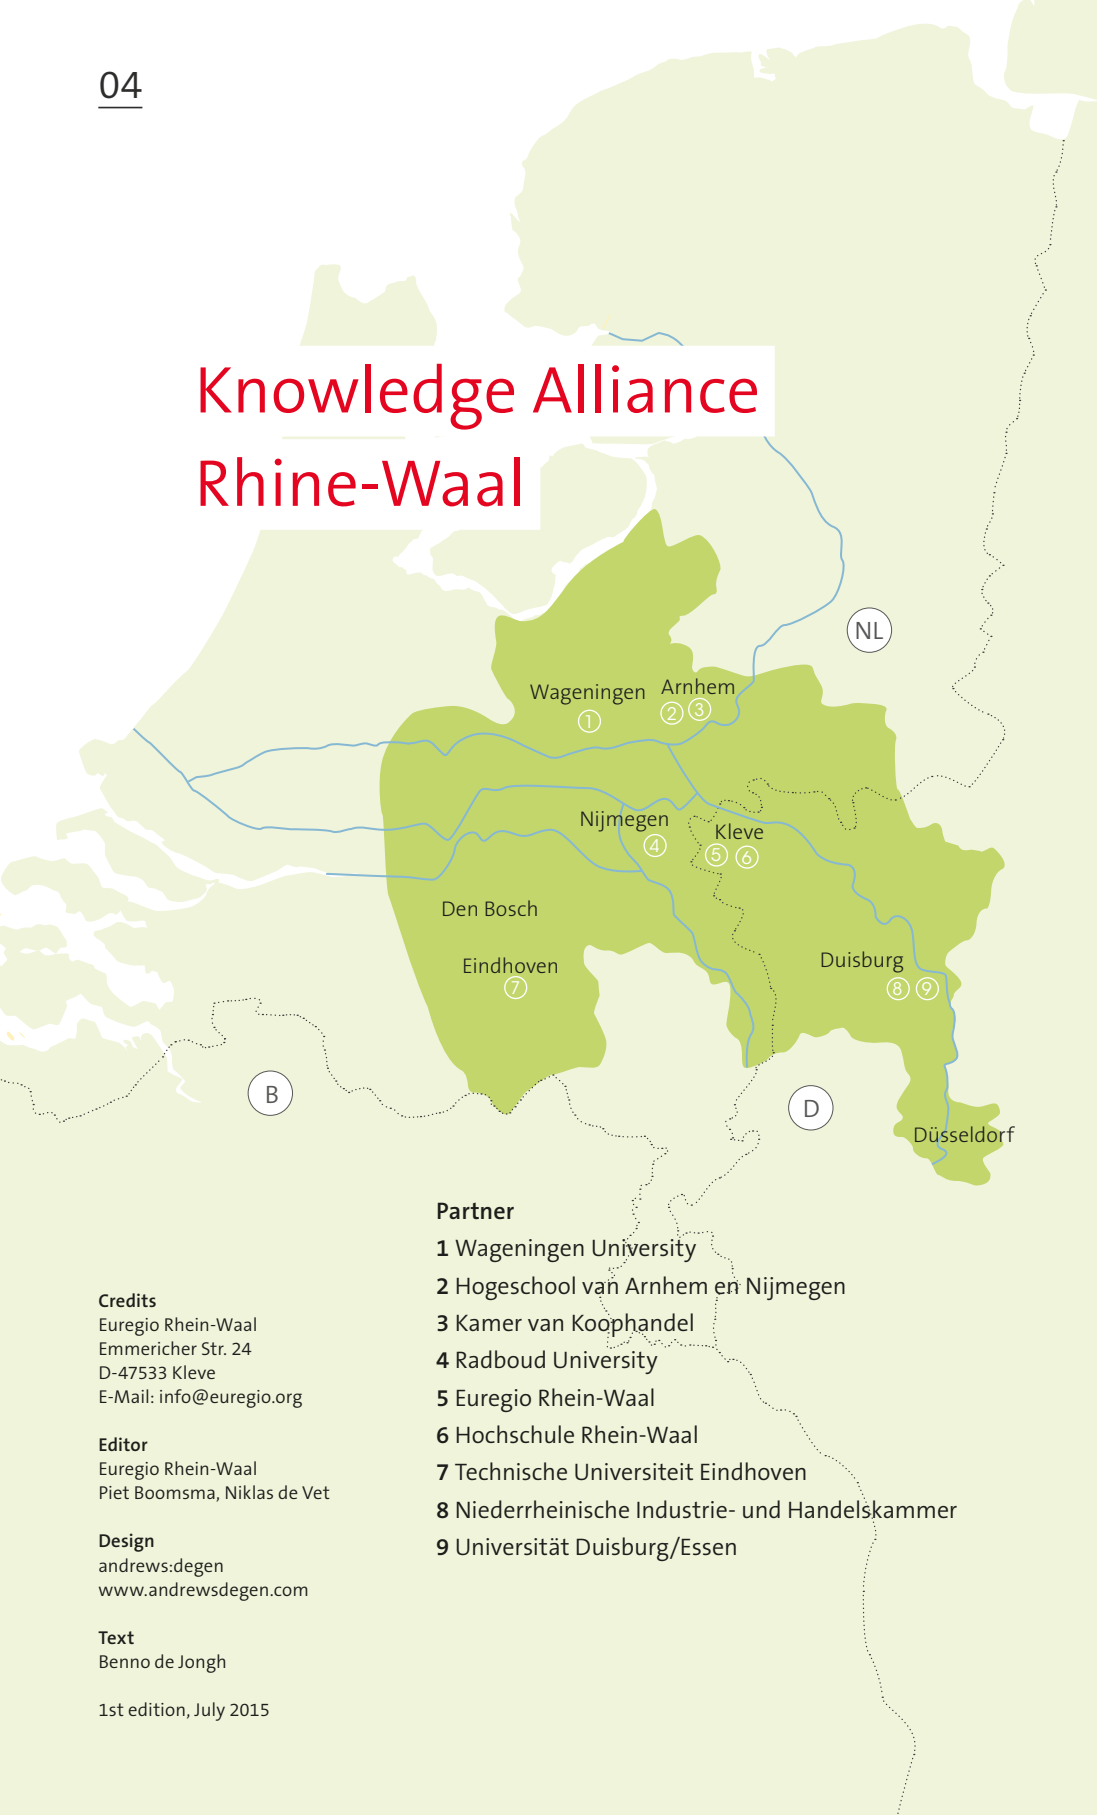 04
Knowledge Alliance
Rhine-Waal
NL
Wageningen
Arnhem
1
2
3
Nijmegen
4
Kleve
5
6
Den Bosch
Eindhoven
7
Duisburg
8
9
B
D
Düsseldorf
Partner
1 Wageningen University
2 Hogeschool van Arnhem en Nijmegen
3 Kamer van Koophandel
4 Radboud University
5 Euregio Rhein-Waal
6 Hochschule Rhein-Waal
7 Technische Universiteit Eindhoven
8 Niederrheinische Industrie- und Handelskammer
9 Universität Duisburg/Essen
Credits
Euregio Rhein-Waal
Emmericher Str. 24
D-47533 Kleve
E-Mail: info@euregio.org
Editor
Euregio Rhein-Waal
Piet Boomsma, Niklas de Vet
Design
andrews:degen
www.andrewsdegen.com
Text
Benno de Jongh
1st edition, July 2015